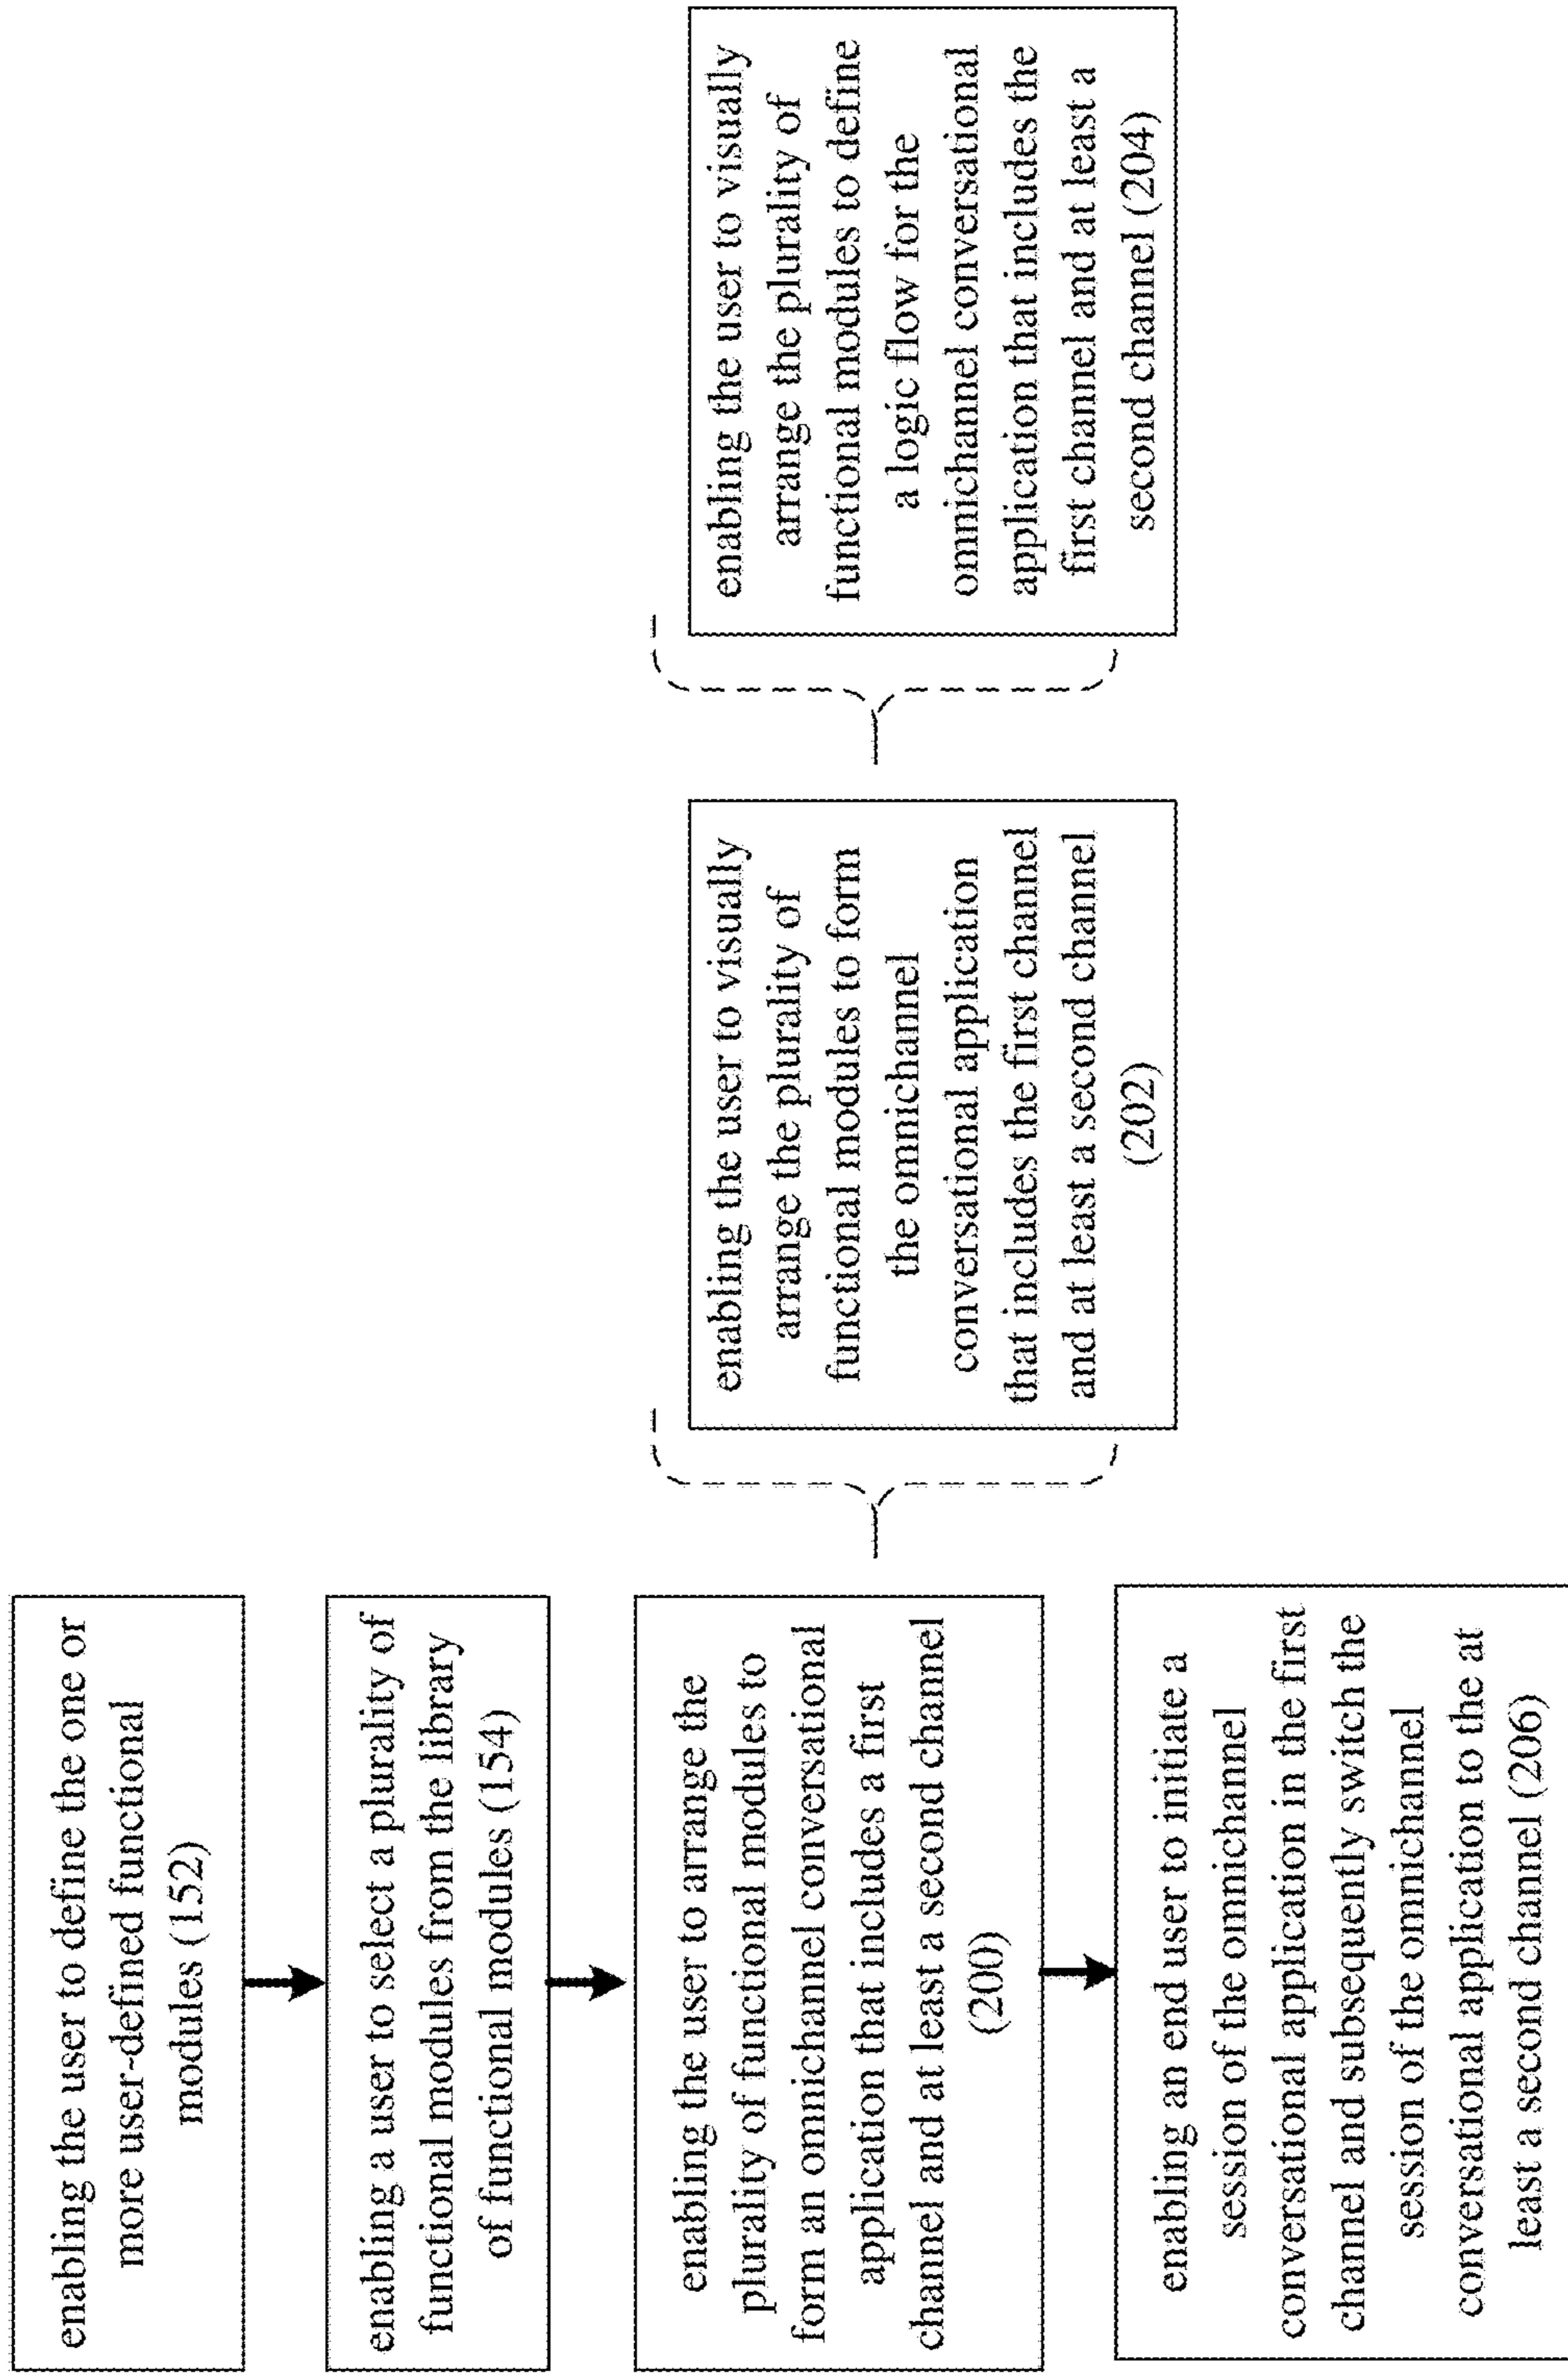 enabling the user to define the one or
more user-defined functional
modules (152)
enabling a user to select a plurality of
functional modules from the library
of functional modules (154)
enabling the user to arrange the
plurality of functional modules to
form an omnichannel conversational
application that includes a first
channel and at least a second channel
(200)
enabling the user to visually
arrange the plurality of
functional modules to form
the omnichannel
conversational application
that includes the first channel
and at least a second channel
(202)
enabling the user to visually
arrange the plurality of
functional modules to define
a logic flow for the
omnichannel conversational
application that includes the
first channel and at least a
second channel (204)
enabling an end user to initiate a
session of the omnichannel
conversational application in the first
channel and subsequently switch the
session of the omnichannel
conversational application to the at
least a second channel (206)